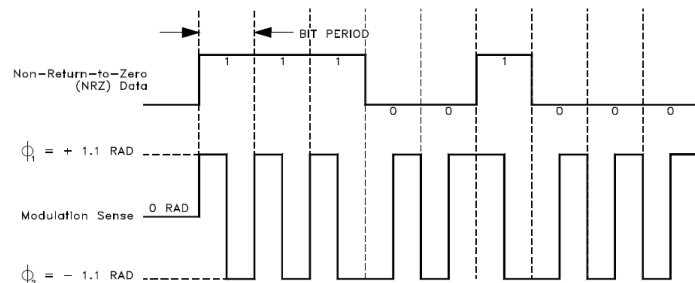 BIT PERIOD
Non-Return-to-Zero
(NRZ) Data
1 1 1 0 0 1 0 0 0
ϕ₁ = + 1.1 RAD
0 RAD
Modulation Sense
ϕ₂ = - 1.1 RAD